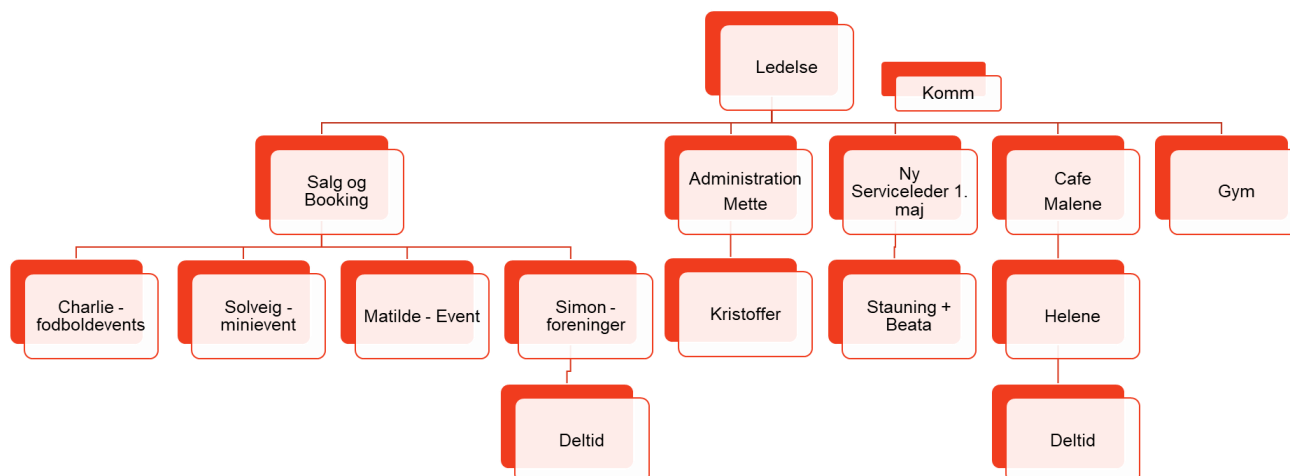 Ledelse
Komm
Salg og
Booking
Administration
Mette
Ny
Serviceleder 1.
maj
Cafe
Malene
Gym
Charlie -
fodboldevents
Solveig -
minievent
Matilde - Event
Simon -
foreninger
Kristoffer
Stauning +
Beata
Helene
Deltid
Deltid